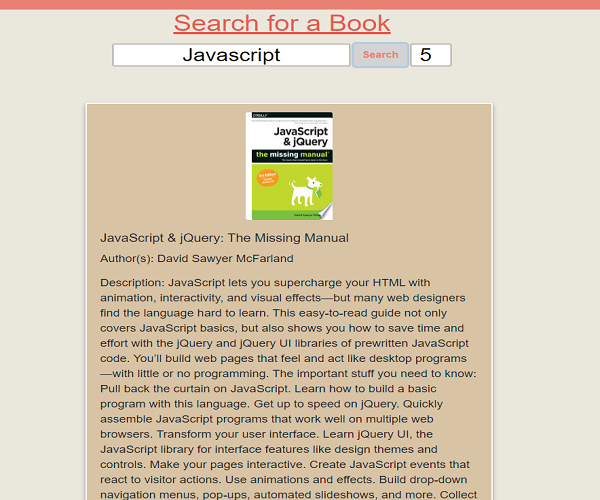 Search for a Book
Javascript Search 5
O'REILLY
JavaScript
& jQuery
the missing manual
David Sawyer McFarland
JavaScript & jQuery: The Missing Manual
Author(s): David Sawyer McFarland
Description: JavaScript lets you supercharge your HTML with
animation, interactivity, and visual effects—but many web designers
find the language hard to learn. This easy-to-read guide not only
covers JavaScript basics, but also shows you how to save time and
effort with the jQuery and jQuery UI libraries of prewritten JavaScript
code. You’ll build web pages that feel and act like desktop programs
—with little or no programming. The important stuff you need to know:
Pull back the curtain on JavaScript. Learn how to build a basic
program with this language. Get up to speed on jQuery. Quickly
assemble JavaScript programs that work well on multiple web
browsers. Transform your user interface. Learn jQuery UI, the
JavaScript library for interface features like design themes and
controls. Make your pages interactive. Create JavaScript events that
react to visitor actions. Use animations and effects. Build drop-down
navigation menus, pop-ups, automated slideshows, and more. Collect